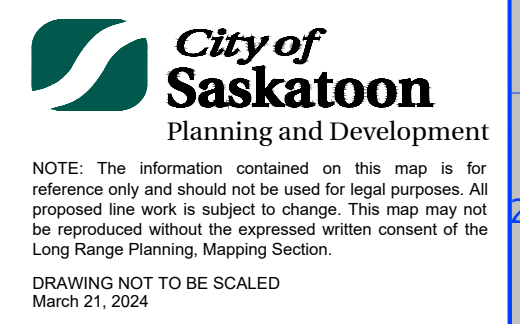 City of
Saskatoon
Planning and Development
NOTE: The information contained on this map is for
reference only and should not be used for legal purposes. All
proposed line work is subject to change. This map may not
be reproduced without the expressed written consent of the
Long Range Planning, Mapping Section.
DRAWING NOT TO BE SCALED
March 21, 2024